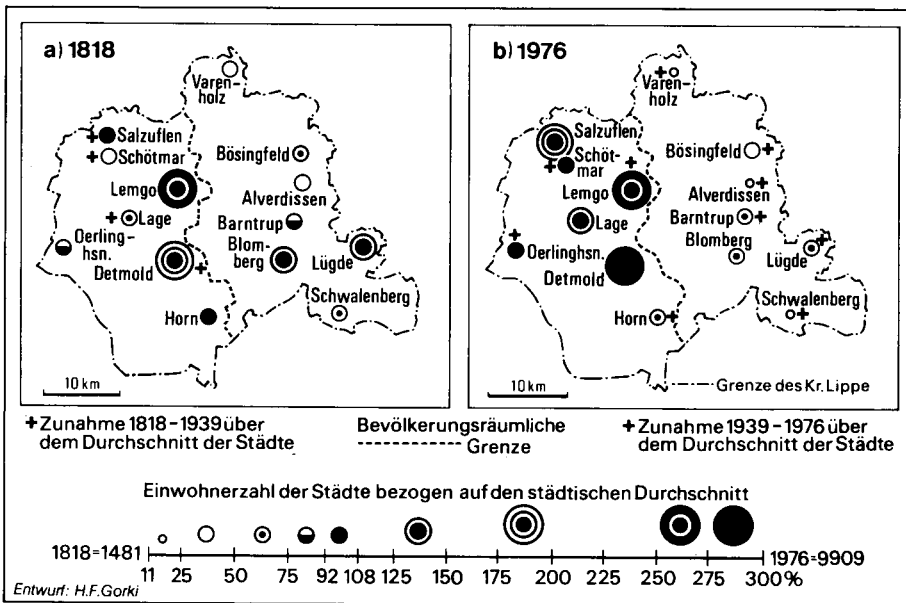 a) 1818
Varen-
holz
+ Salzuflen
+ Schötmar
Bösingfeld
Lemgo
Alverdissen
+ Lage
Barntrup
Oerling-
hsn.
Blom-
berg
Lügde
Detmold +
Schwalenberg
Horn
10 km
b) 1976
+
Varen-
holz
Salzuflen
Schöt-
mar
+ +
Bösingfeld +
Lemgo
Alverdissen +
Lage
Barntrup +
Blomberg
+
Oerlinghsn.
Lügde +
Detmold
Schwalenberg
+
Horn +
10 km
Grenze des Kr. Lippe
+ Zunahme 1818-1939 über
dem Durchschnitt der Städte
Bevölkerungsräumliche
Grenze
+ Zunahme 1939-1976 über
dem Durchschnitt der Städte
Einwohnerzahl der Städte bezogen auf den städtischen Durchschnitt
1818=1481
1976=9909
11 25 50 75 92 108 125 150 175 200 225 250 275 300 %
Entwurf: H.F.Gorki